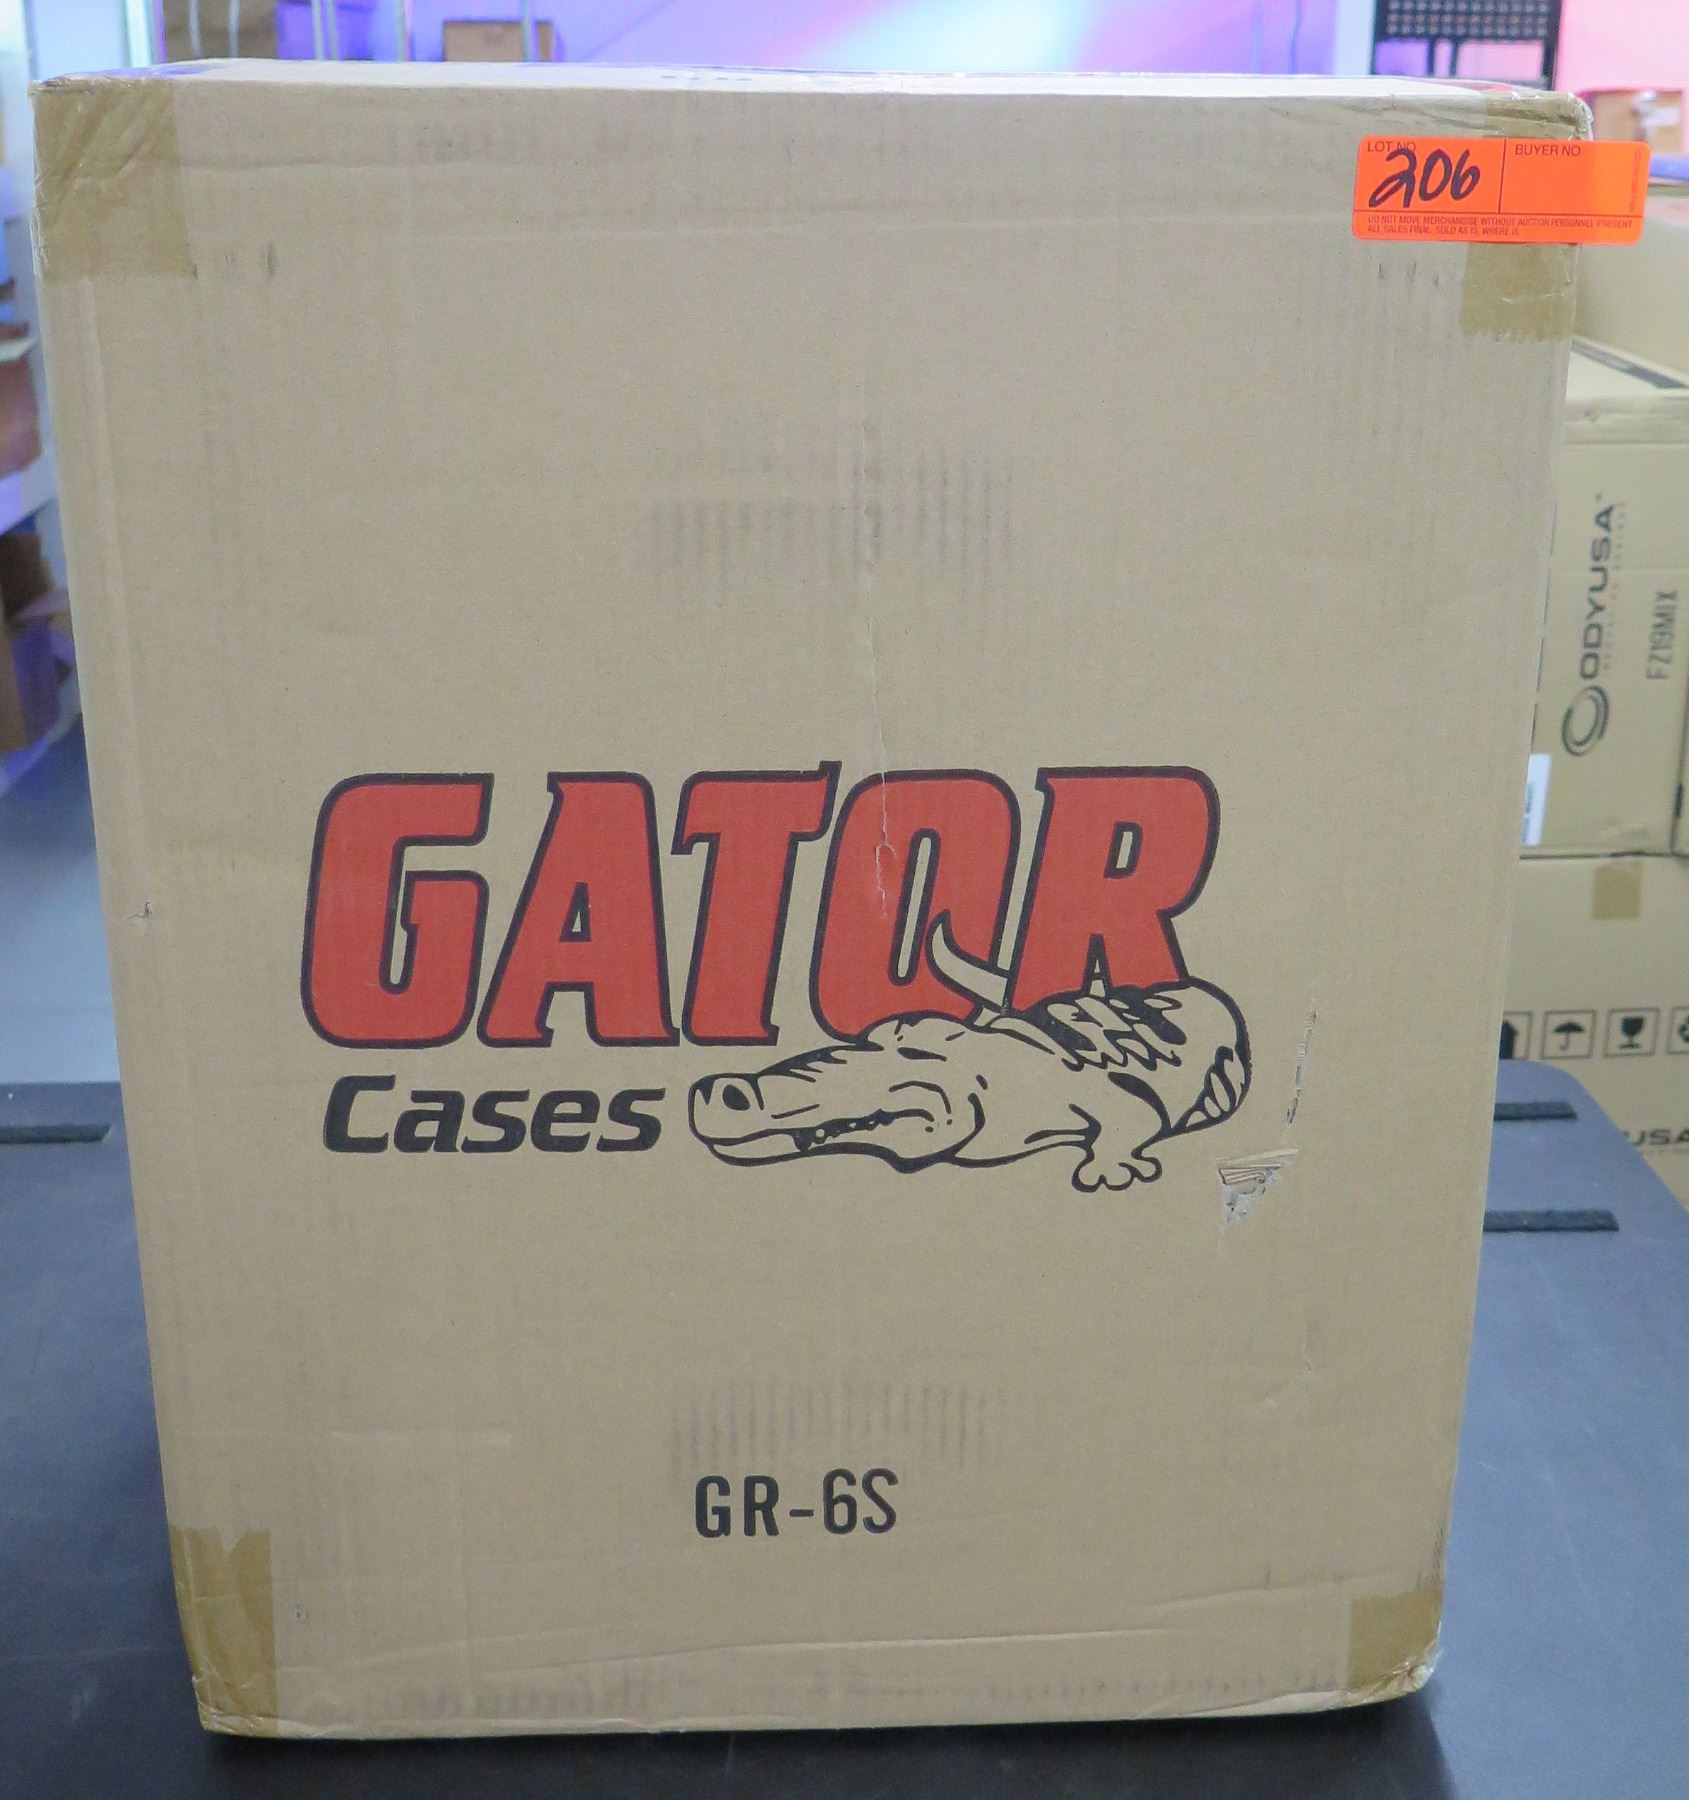 LOT NO.
206
BUYER NO.
DO NOT MOVE MERCHANDISE WITHOUT AUCTION PERSONNEL PRESENT
ALL SALES FINAL. SOLD AS IS, WHERE IS.
ODYUSA
FZ19MIX
GATOR
Cases
USA
GR-6S